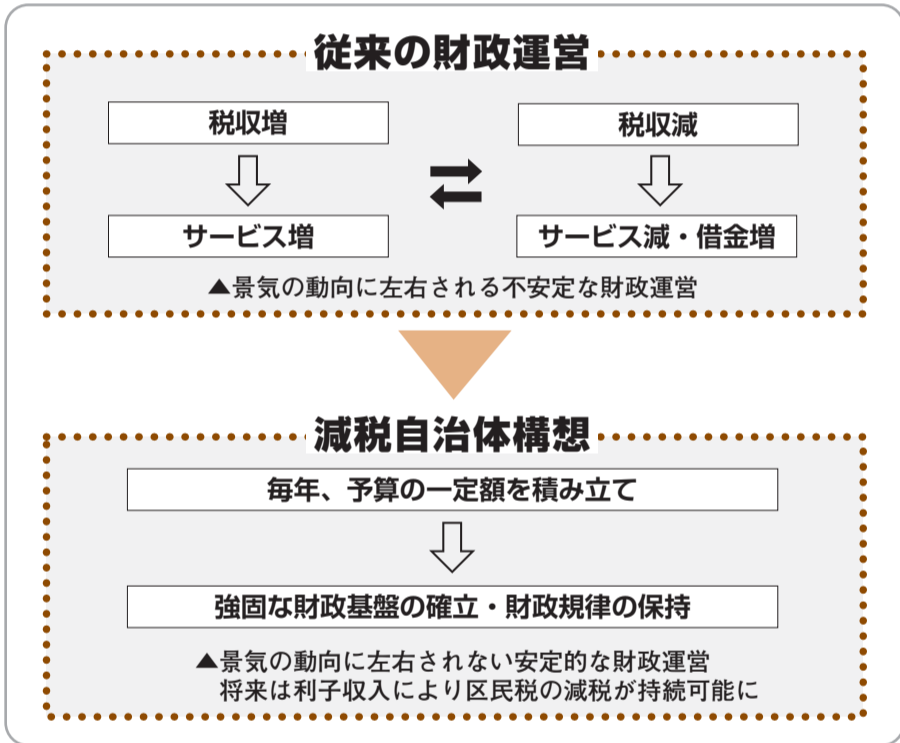 従来の財政運営
税収増
税収減
サービス増
サービス減・借金増
▲景気の動向に左右される不安定な財政運営
減税自治体構想
毎年、予算の一定額を積み立て
強固な財政基盤の確立・財政規律の保持
▲景気の動向に左右されない安定的な財政運営
将来は利子収入により区民税の減税が持続可能に